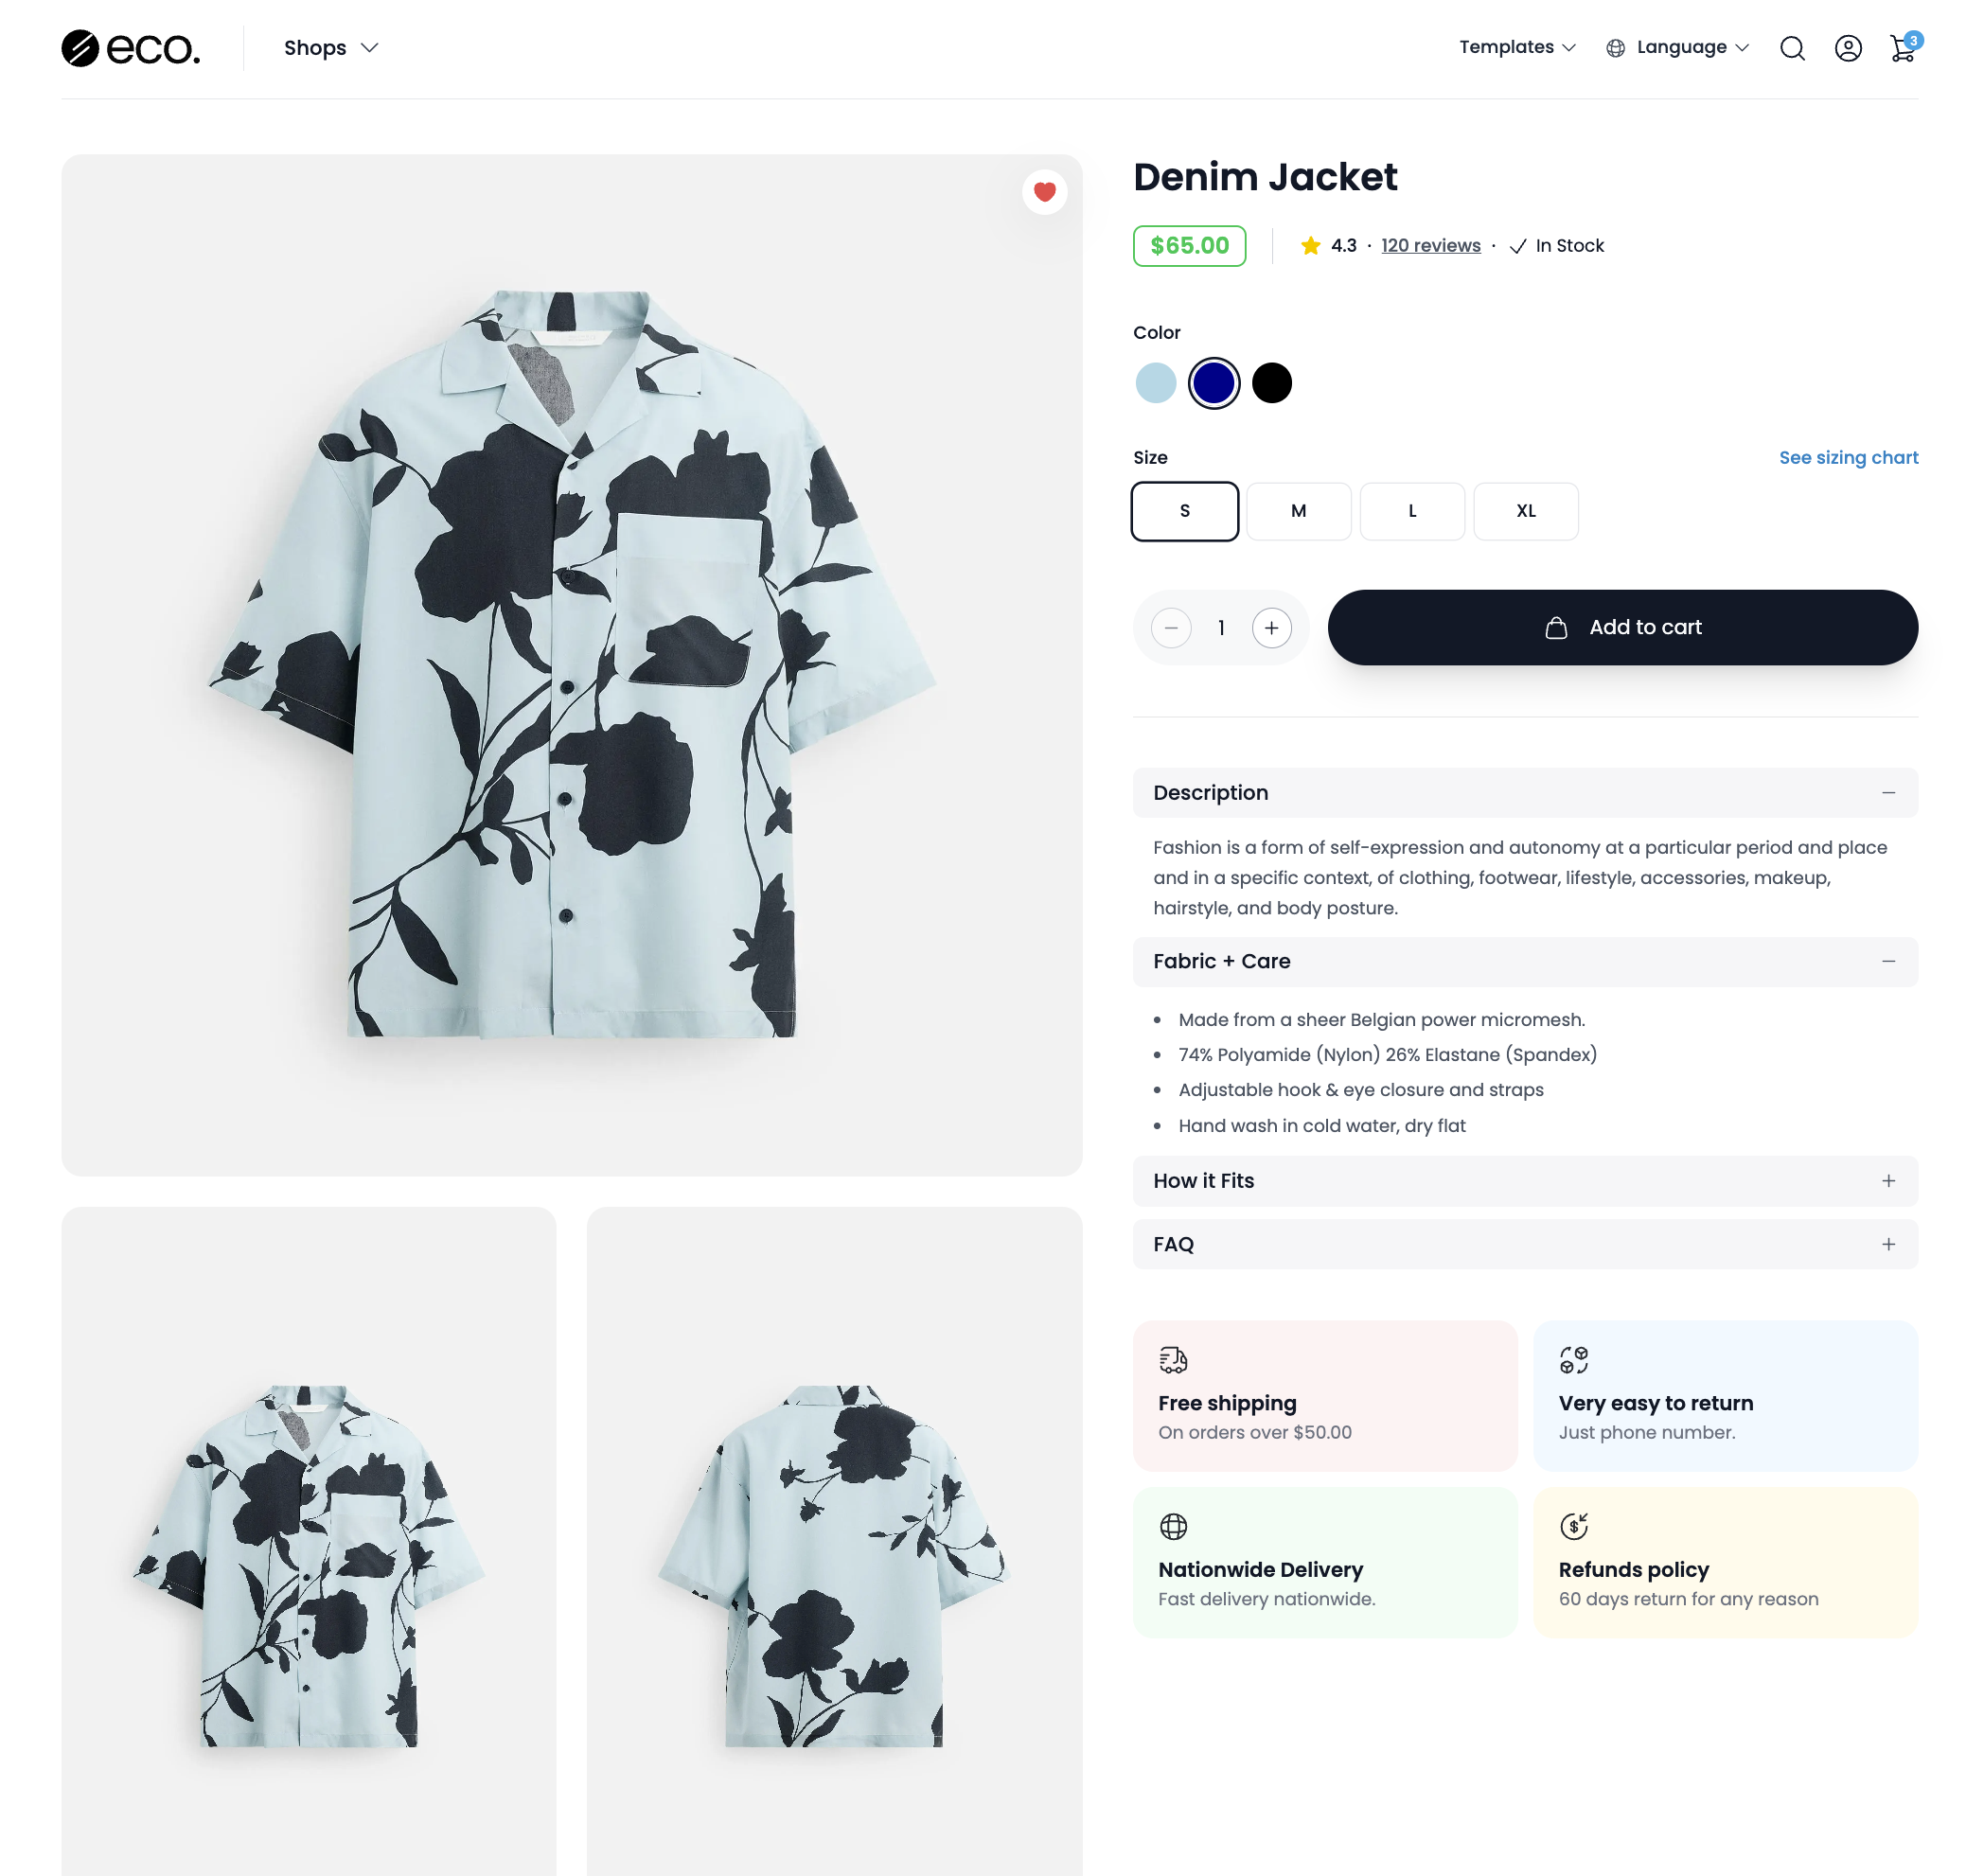 eco.
Shops
Templates
Language
3
Denim Jacket
$65.00
4.3 · 120 reviews · In Stock
Color
Size
See sizing chart
S
M
L
XL
1
Add to cart
Description
Fashion is a form of self-expression and autonomy at a particular period and place
and in a specific context, of clothing, footwear, lifestyle, accessories, makeup,
hairstyle, and body posture.
Fabric + Care
Made from a sheer Belgian power micromesh.
74% Polyamide (Nylon) 26% Elastane (Spandex)
Adjustable hook & eye closure and straps
Hand wash in cold water, dry flat
How it Fits
FAQ
Free shipping
On orders over $50.00
Very easy to return
Just phone number.
Nationwide Delivery
Fast delivery nationwide.
Refunds policy
60 days return for any reason